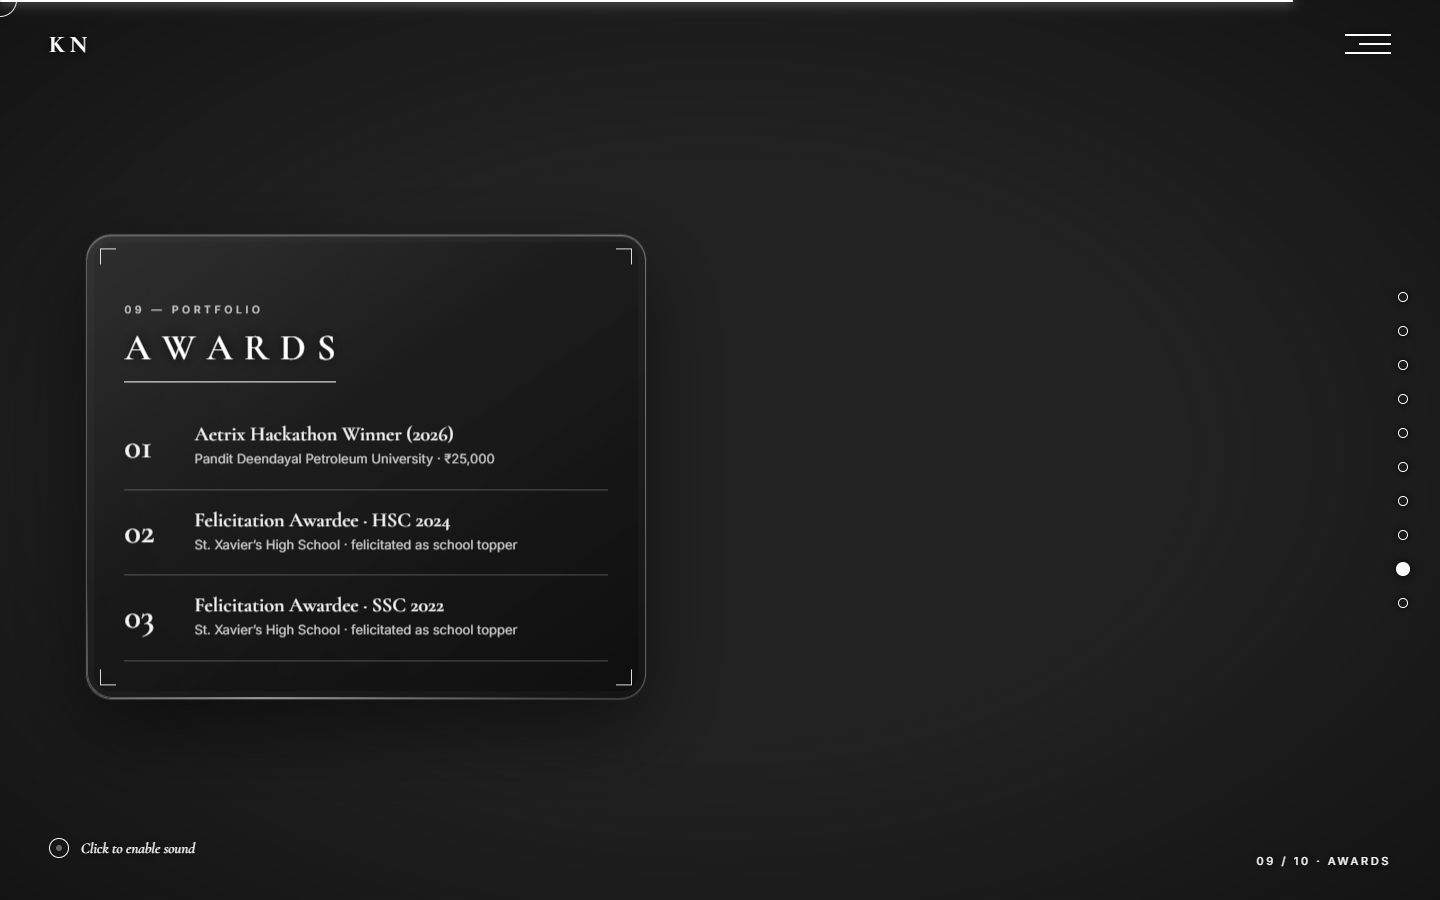 KN
09 — PORTFOLIO
AWARDS
01
Aetrix Hackathon Winner (2026)
Pandit Deendayal Petroleum University · ₹25,000
02
Felicitation Awardee · HSC 2024
St. Xavier’s High School · felicitated as school topper
03
Felicitation Awardee · SSC 2022
St. Xavier’s High School · felicitated as school topper
Click to enable sound
09 / 10 · AWARDS